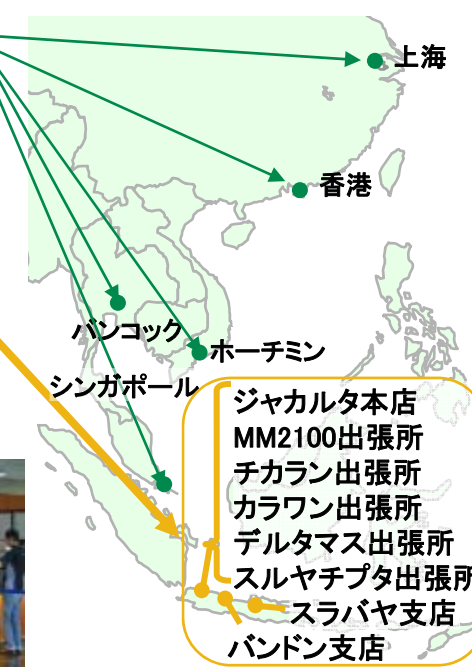 上海
香港
バンコック
ホーチミン
シンガポール
ジャカルタ本店
MM2100出張所
チカラン出張所
カラワン出張所
デルタマス出張所
スルヤチプタ出張所
スラバヤ支店
バンドン支店